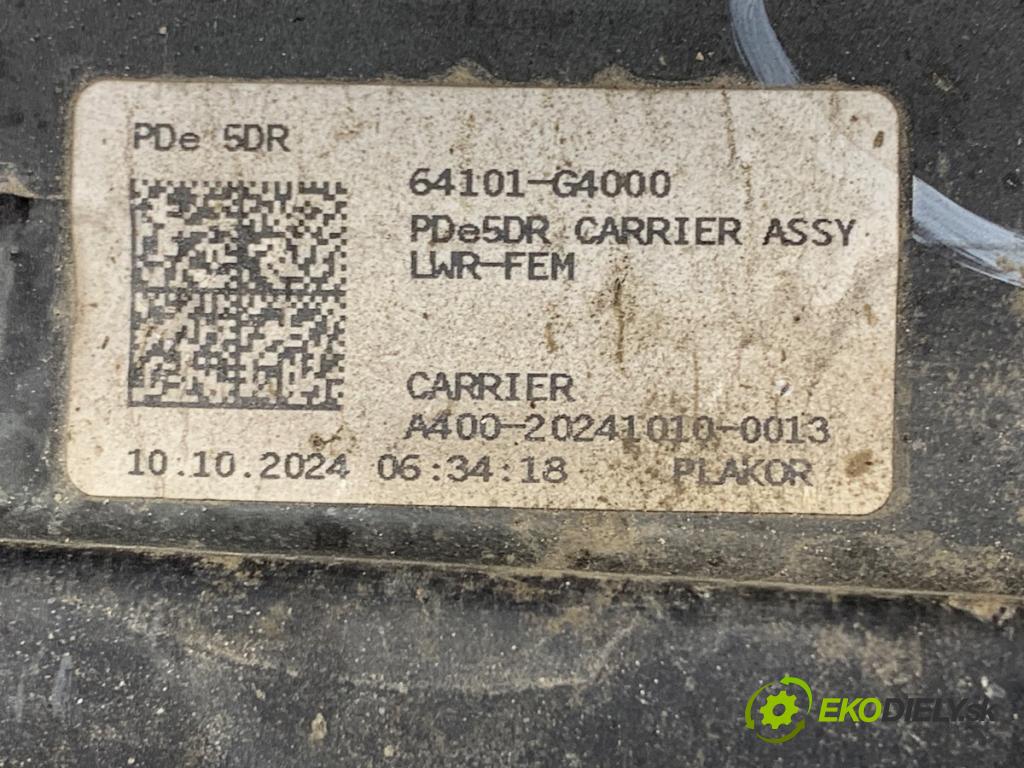 PDe 5DR
64101-G4000
PDe5DR CARRIER ASSY
LWR-FEM
CARRIER
A400-20241010-0013
10.10.2024 06:34:18 PLAKOR
EKODIELY.sk